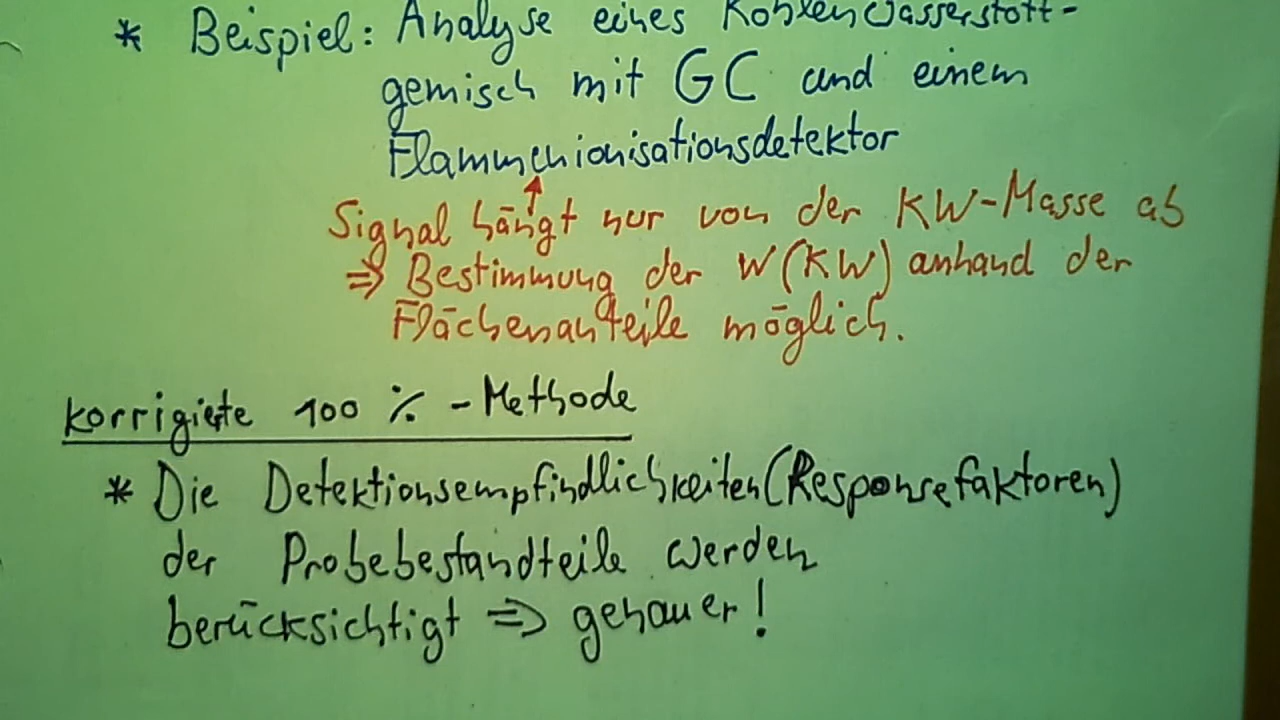 * Beispiel: Analyse eines Kohlenwasserstoff-
gemisch mit GC und einem
Flammenionisationsdetektor
Signal hängt nur von der KW-Masse ab
⇒ Bestimmung der W(KW) anhand der
Flächenanteile möglich.
korrigierte 100 % - Methode
* Die Detektionsempfindlichkeiten (Responsefaktoren)
der Probebestandteile werden
berücksichtigt ⇒ genauer!